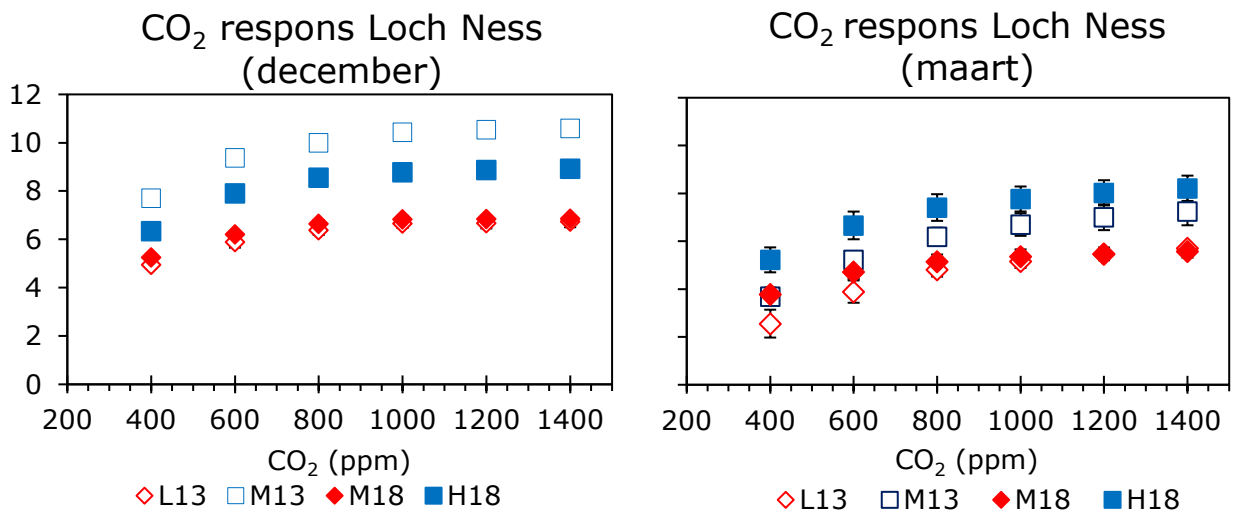 CO₂ respons Loch Ness
(december)
12
10
8
6
4
2
0
200 400 600 800 1000 1200 1400
CO₂ (ppm)
L13 M13 M18 H18
CO₂ respons Loch Ness
(maart)
200 400 600 800 1000 1200 1400
CO₂ (ppm)
L13 M13 M18 H18